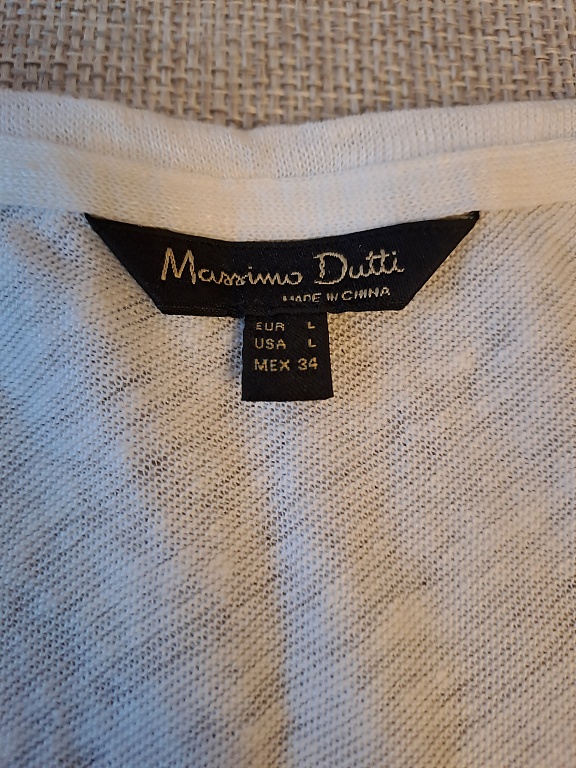 Massimo Dutti
MADE IN CHINA
EUR L
USA L
MEX 34